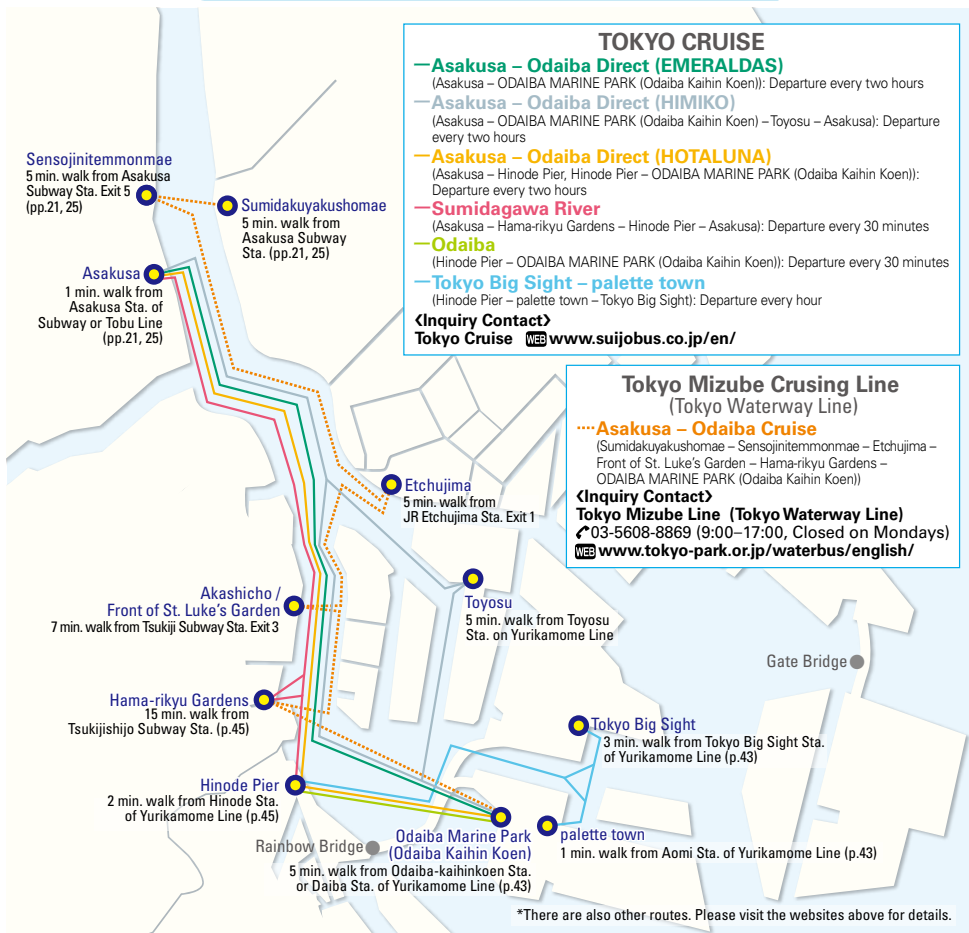 TOKYO CRUISE
Asakusa – Odaiba Direct (EMERALDAS)
(Asakusa – ODAIBA MARINE PARK (Odaiba Kaihin Koen)): Departure every two hours
Asakusa – Odaiba Direct (HIMIKO)
(Asakusa – ODAIBA MARINE PARK (Odaiba Kaihin Koen) – Toyosu – Asakusa): Departure
every two hours
Asakusa – Odaiba Direct (HOTALUNA)
(Asakusa – Hinode Pier, Hinode Pier – ODAIBA MARINE PARK (Odaiba Kaihin Koen)):
Departure every two hours
Sumidagawa River
(Asakusa – Hama-rikyu Gardens – Hinode Pier – Asakusa): Departure every 30 minutes
Odaiba
(Hinode Pier – ODAIBA MARINE PARK (Odaiba Kaihin Koen)): Departure every 30 minutes
Tokyo Big Sight – palette town
(Hinode Pier – palette town – Tokyo Big Sight): Departure every hour
<Inquiry Contact>
Tokyo Cruise WEB www.suijobus.co.jp/en/
Tokyo Mizube Crusing Line
(Tokyo Waterway Line)
Asakusa – Odaiba Cruise
(Sumidakuyakushomae – Sensojinitemmonmae – Etchujima –
Front of St. Luke's Garden – Hama-rikyu Gardens –
ODAIBA MARINE PARK (Odaiba Kaihin Koen))
<Inquiry Contact>
Tokyo Mizube Line (Tokyo Waterway Line)
03-5608-8869 (9:00–17:00, Closed on Mondays)
WEB www.tokyo-park.or.jp/waterbus/english/
Sensojinitemmonmae
5 min. walk from Asakusa
Subway Sta. Exit 5
(pp.21, 25)
Sumidakuyakushomae
5 min. walk from
Asakusa Subway
Sta. (pp.21, 25)
Asakusa
1 min. walk from
Asakusa Sta. of
Subway or Tobu Line
(pp.21, 25)
Etchujima
5 min. walk from
JR Etchujima Sta. Exit 1
Akashicho /
Front of St. Luke's Garden
7 min. walk from Tsukiji Subway Sta. Exit 3
Toyosu
5 min. walk from Toyosu
Sta. on Yurikamome Line
Gate Bridge
Hama-rikyu Gardens
15 min. walk from
Tsukijishijo Subway Sta. (p.45)
Tokyo Big Sight
3 min. walk from Tokyo Big Sight Sta.
of Yurikamome Line (p.43)
Hinode Pier
2 min. walk from Hinode Sta.
of Yurikamome Line (p.45)
Rainbow Bridge
Odaiba Marine Park
(Odaiba Kaihin Koen)
5 min. walk from Odaiba-kaihinkoen Sta.
or Daiba Sta. of Yurikamome Line (p.43)
palette town
1 min. walk from Aomi Sta. of Yurikamome Line (p.43)
*There are also other routes. Please visit the websites above for details.